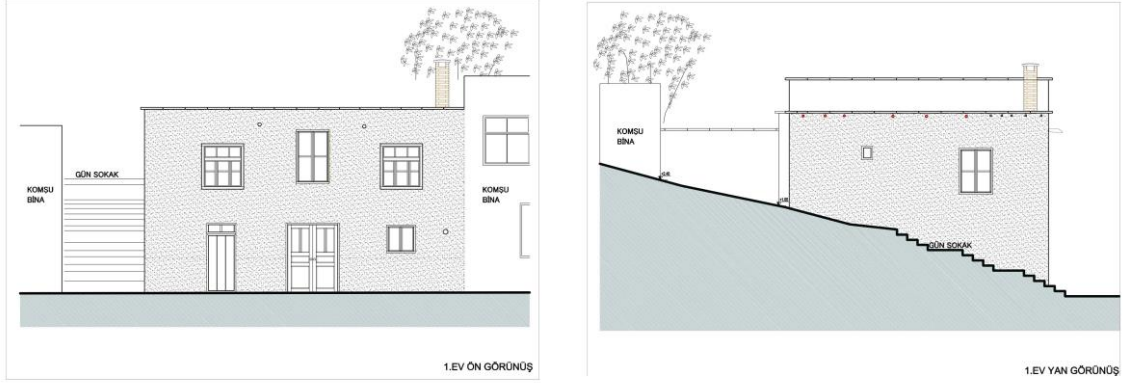 GÜN SOKAK
KOMŞU
BİNA
KOMŞU
BİNA
1.EV ÖN GÖRÜNÜŞ
KOMŞU
BİNA
GÜN SOKAK
1.EV YAN GÖRÜNÜŞ